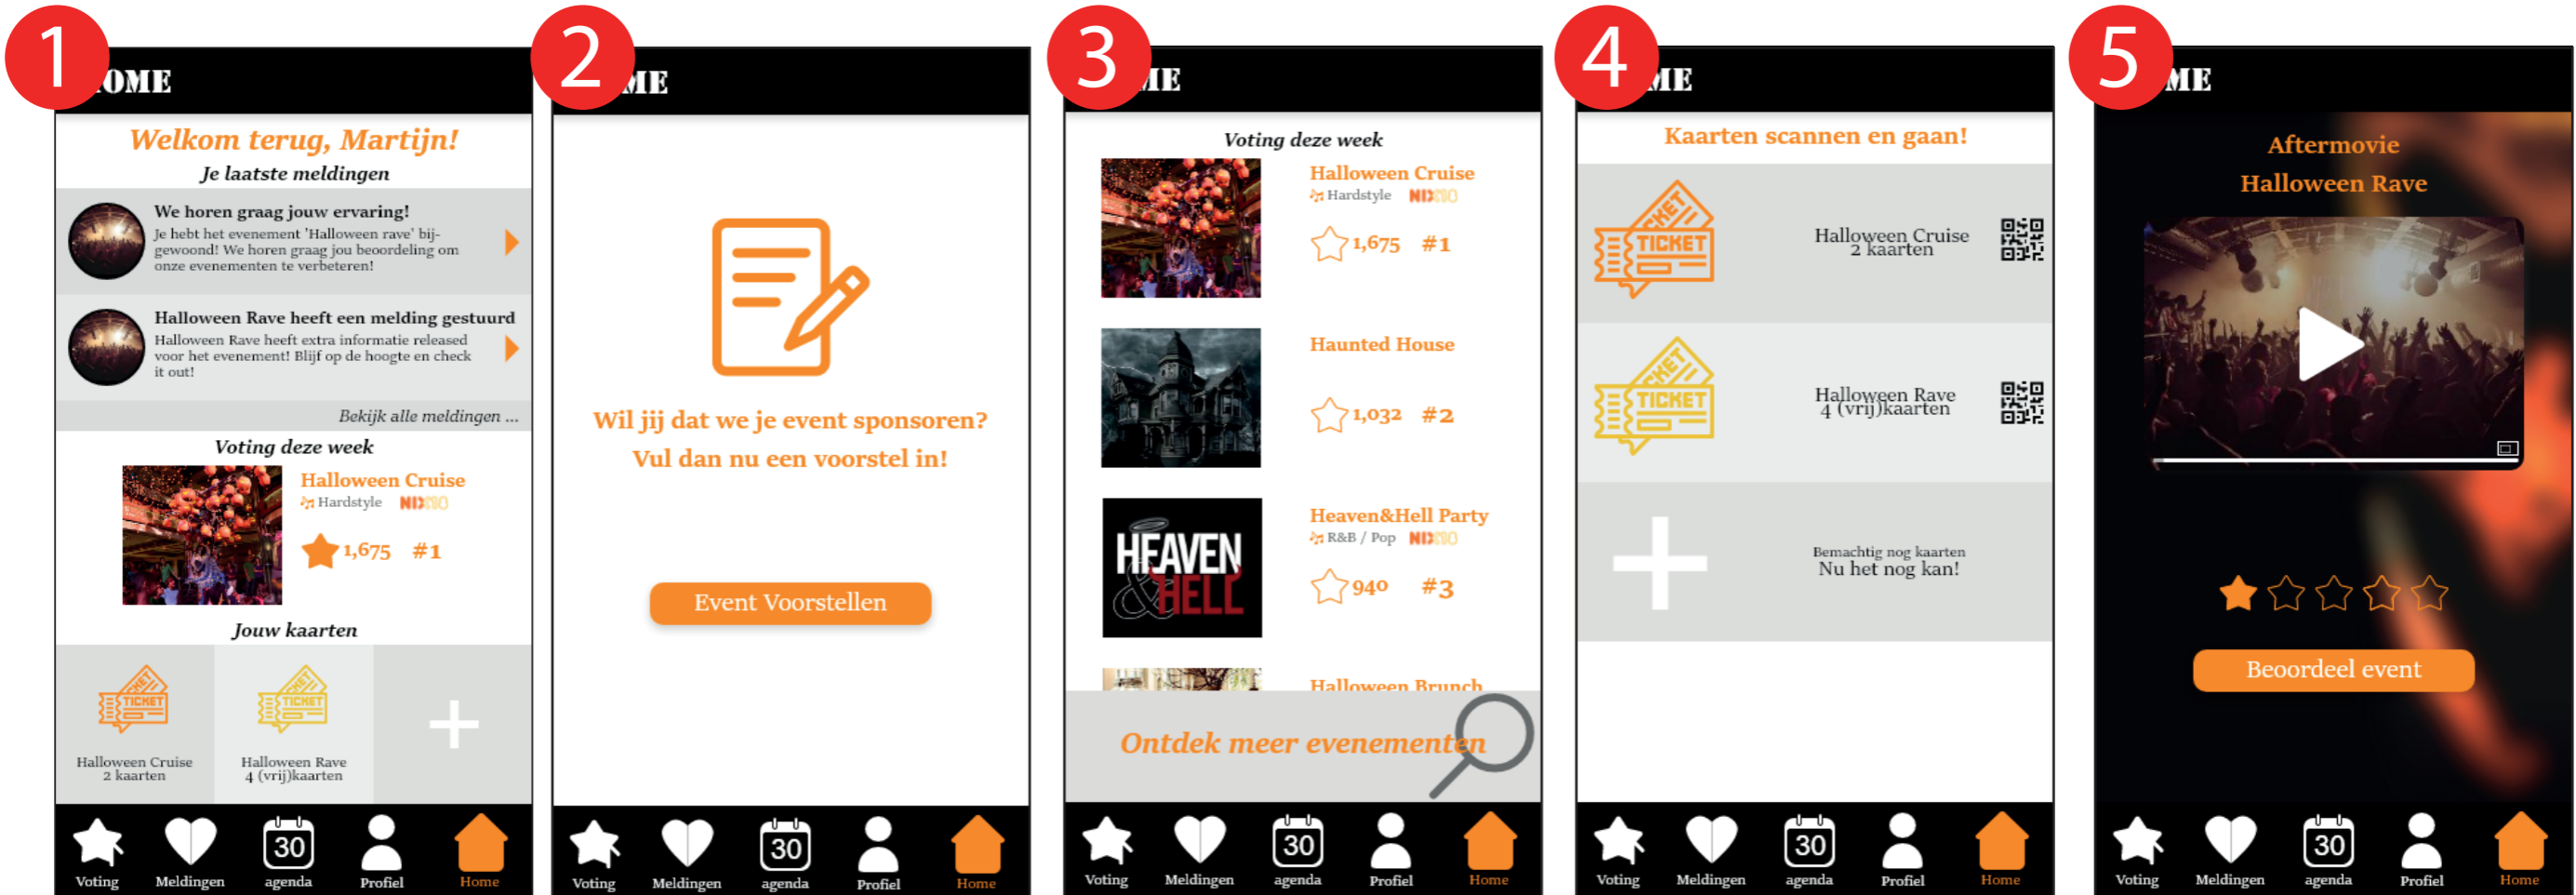 1
OME
Welkom terug, Martijn!
Je laatste meldingen
We horen graag jouw ervaring!
Je hebt het evenement 'Halloween rave' bij-
gewoond! We horen graag jou beoordeling om
onze evenementen te verbeteren!
Halloween Rave heeft een melding gestuurd
Halloween Rave heeft extra informatie released
voor het evenement! Blijf op de hoogte en check
it out!
Bekijk alle meldingen ...
Voting deze week
Halloween Cruise
Hardstyle NIX18
1,675 #1
Jouw kaarten
TICKET
TICKET
Halloween Cruise
2 kaarten
Halloween Rave
4 (vrij)kaarten
Voting
Meldingen
30
agenda
Profiel
Home
2
ME
Wil jij dat we je event sponsoren?
Vul dan nu een voorstel in!
Event Voorstellen
Voting
Meldingen
30
agenda
Profiel
Home
3
ME
Voting deze week
Halloween Cruise
Hardstyle NIX18
1,675 #1
Haunted House
1,032 #2
HEAVEN
& HELL
Heaven&Hell Party
R&B / Pop NIX18
940 #3
Halloween Brunch
Ontdek meer evenementen
Voting
Meldingen
30
agenda
Profiel
Home
4
ME
Kaarten scannen en gaan!
TICKET
TICKET
Halloween Cruise
2 kaarten
TICKET
TICKET
Halloween Rave
4 (vrij)kaarten
Bemachtig nog kaarten
Nu het nog kan!
Voting
Meldingen
30
agenda
Profiel
Home
5
ME
Aftermovie
Halloween Rave
Beoordeel event
Voting
Meldingen
30
agenda
Profiel
Home